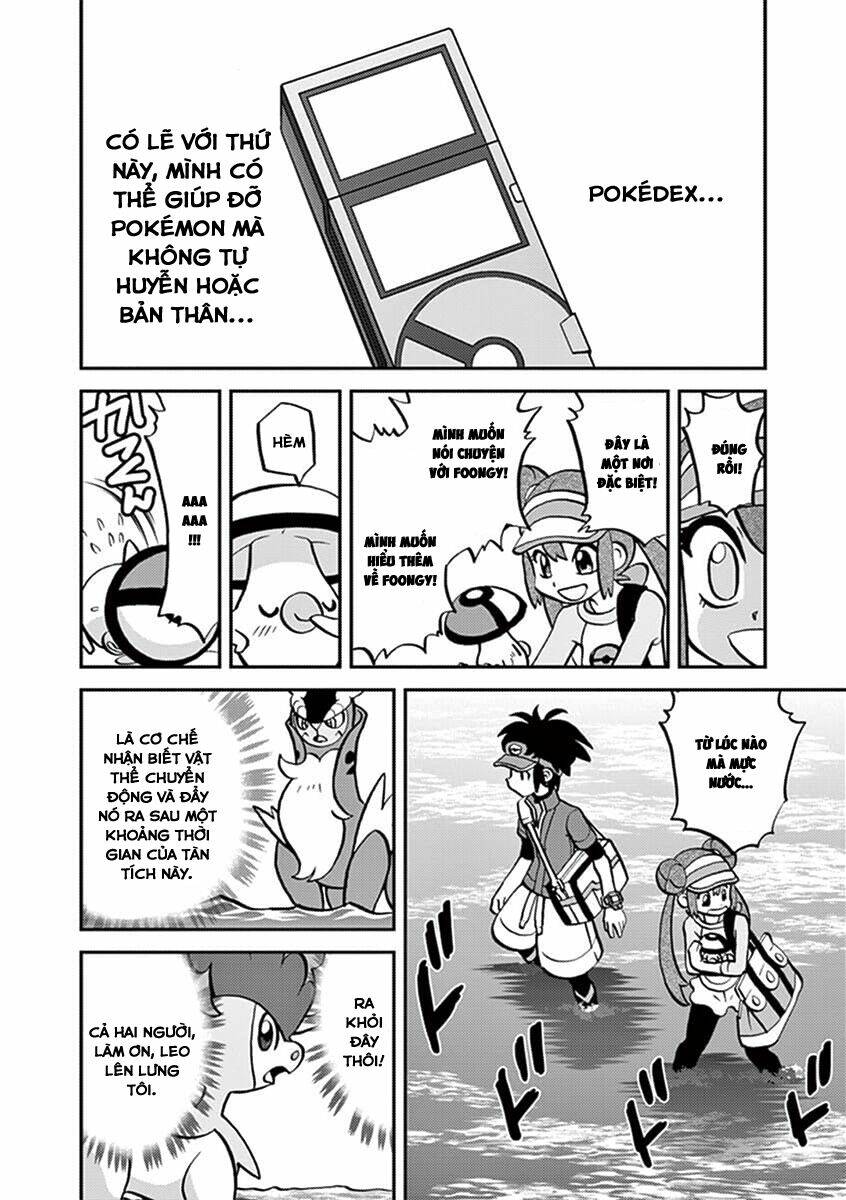 POKÉDEX...
CÓ LẼ VỚI THỨ
NÀY, MÌNH CÓ
THỂ GIÚP ĐỠ
POKÉMON MÀ
KHÔNG TỰ
HUYỄN HOẶC
BẢN THÂN...
ĐÚNG
RỒI!
ĐÂY LÀ
MỘT NƠI
ĐẶC BIỆT!
MÌNH MUỐN
NÓI CHUYỆN
VỚI FOONGY!
MÌNH MUỐN
HIỂU THÊM
VỀ FOONGY!
HÈM
AAA
AAA
!!!
TỪ LÚC NÀO
MÀ MỰC
NƯỚC...
ドドドド
LÀ CƠ CHẾ
NHẬN BIẾT VẬT
THỂ CHUYỂN
ĐỘNG VÀ ĐẨY
NÓ RA SAU MỘT
KHOẢNG THỜI
GIAN CỦA TÀN
TÍCH NÀY.
RA
KHỎI
ĐÂY
THÔI!
CẢ HAI NGƯỜI,
LÀM ƠN, LEO
LÊN LƯNG
TÔI.